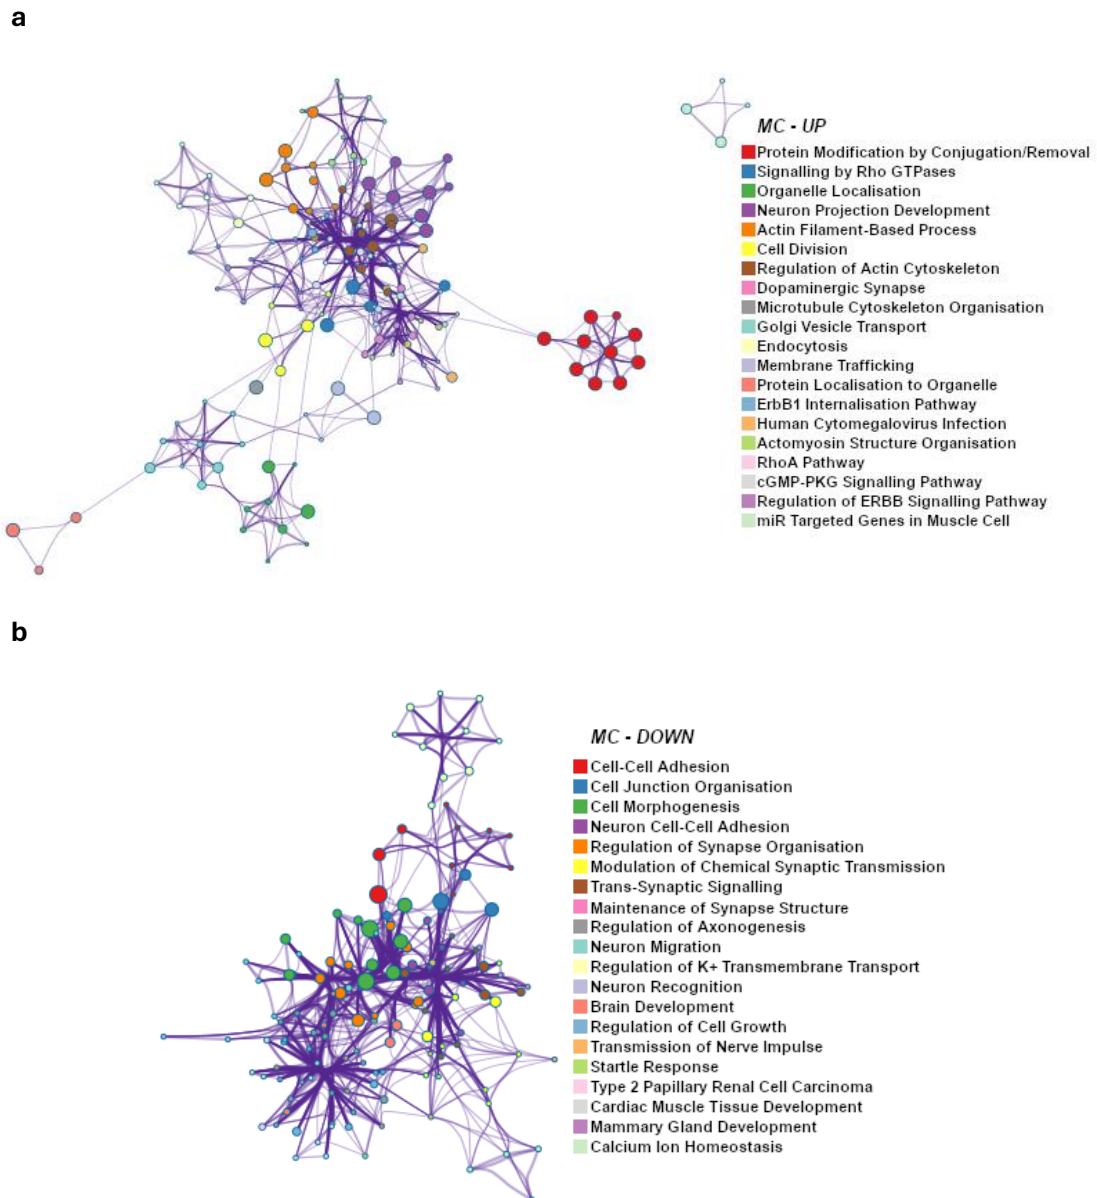 a
MC - UP
Protein Modification by Conjugation/Removal
Signalling by Rho GTPases
Organelle Localisation
Neuron Projection Development
Actin Filament-Based Process
Cell Division
Regulation of Actin Cytoskeleton
Dopaminergic Synapse
Microtubule Cytoskeleton Organisation
Golgi Vesicle Transport
Endocytosis
Membrane Trafficking
Protein Localisation to Organelle
ErbB1 Internalisation Pathway
Human Cytomegalovirus Infection
Actomyosin Structure Organisation
RhoA Pathway
cGMP-PKG Signalling Pathway
Regulation of ERBB Signalling Pathway
miR Targeted Genes in Muscle Cell
b
MC - DOWN
Cell-Cell Adhesion
Cell Junction Organisation
Cell Morphogenesis
Neuron Cell-Cell Adhesion
Regulation of Synapse Organisation
Modulation of Chemical Synaptic Transmission
Trans-Synaptic Signalling
Maintenance of Synapse Structure
Regulation of Axonogenesis
Neuron Migration
Regulation of K+ Transmembrane Transport
Neuron Recognition
Brain Development
Regulation of Cell Growth
Transmission of Nerve Impulse
Startle Response
Type 2 Papillary Renal Cell Carcinoma
Cardiac Muscle Tissue Development
Mammary Gland Development
Calcium Ion Homeostasis